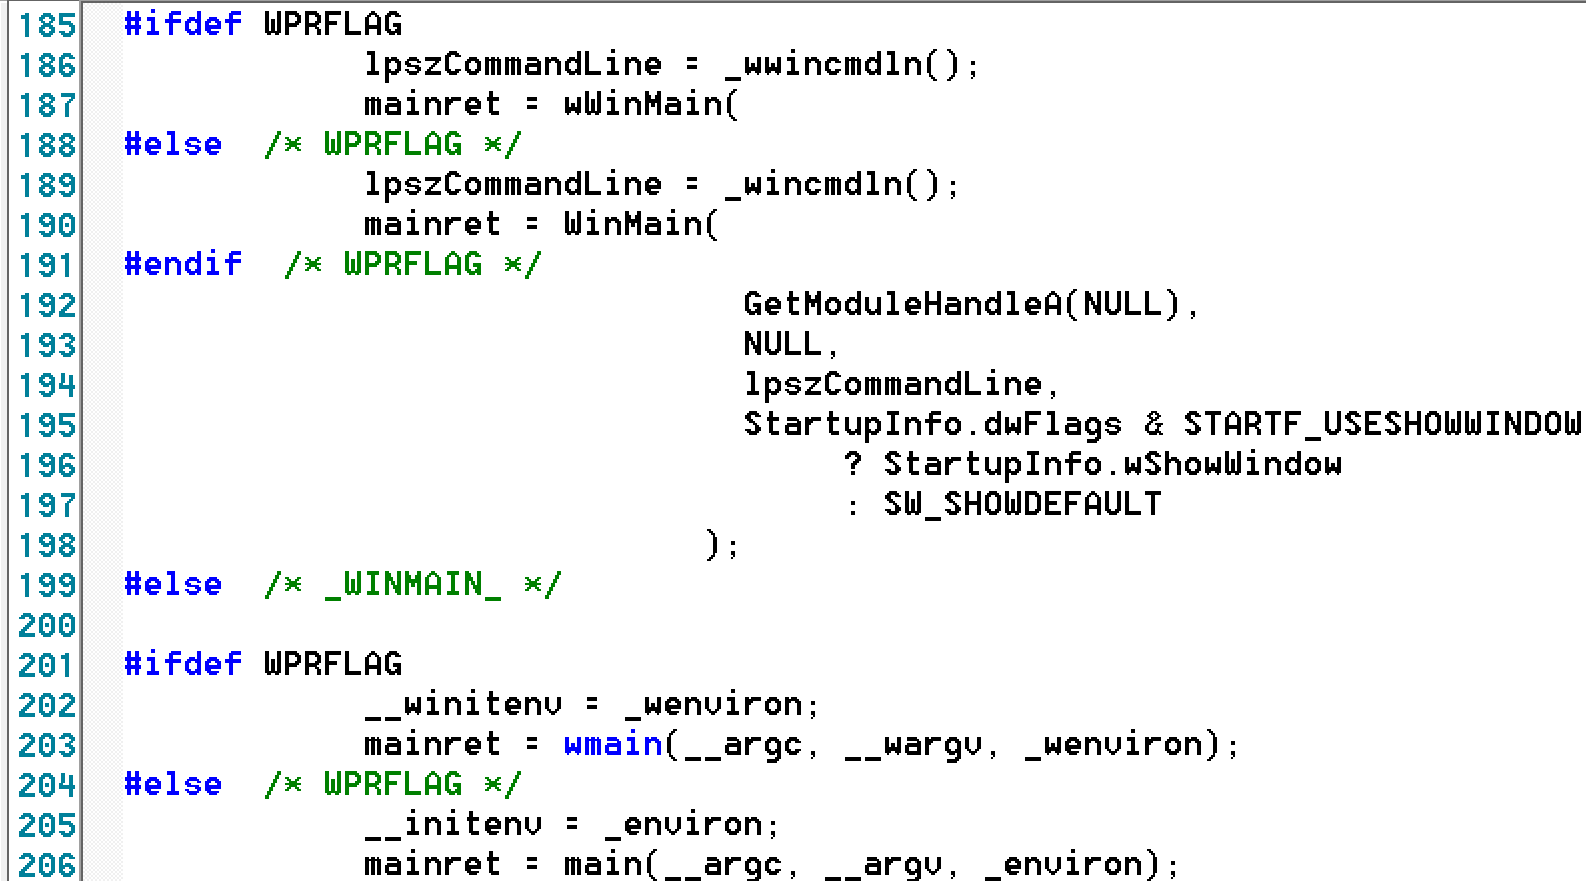 185 #ifdef WPRFLAG
186             lpszCommandLine = _wwincmdln();
187             mainret = wWinMain(
188 #else  /* WPRFLAG */
189             lpszCommandLine = _wincmdln();
190             mainret = WinMain(
191 #endif  /* WPRFLAG */
192                                GetModuleHandleA(NULL),
193                                NULL,
194                                lpszCommandLine,
195                                StartupInfo.dwFlags & STARTF_USESHOWWINDOW
196                                     ? StartupInfo.wShowWindow
197                                     : SW_SHOWDEFAULT
198                              );
199 #else  /* _WINMAIN_ */
200
201 #ifdef WPRFLAG
202             __winitenv = _wenviron;
203             mainret = wmain(__argc, __wargv, _wenviron);
204 #else  /* WPRFLAG */
205             __initenv = _environ;
206             mainret = main(__argc, __argv, _environ);